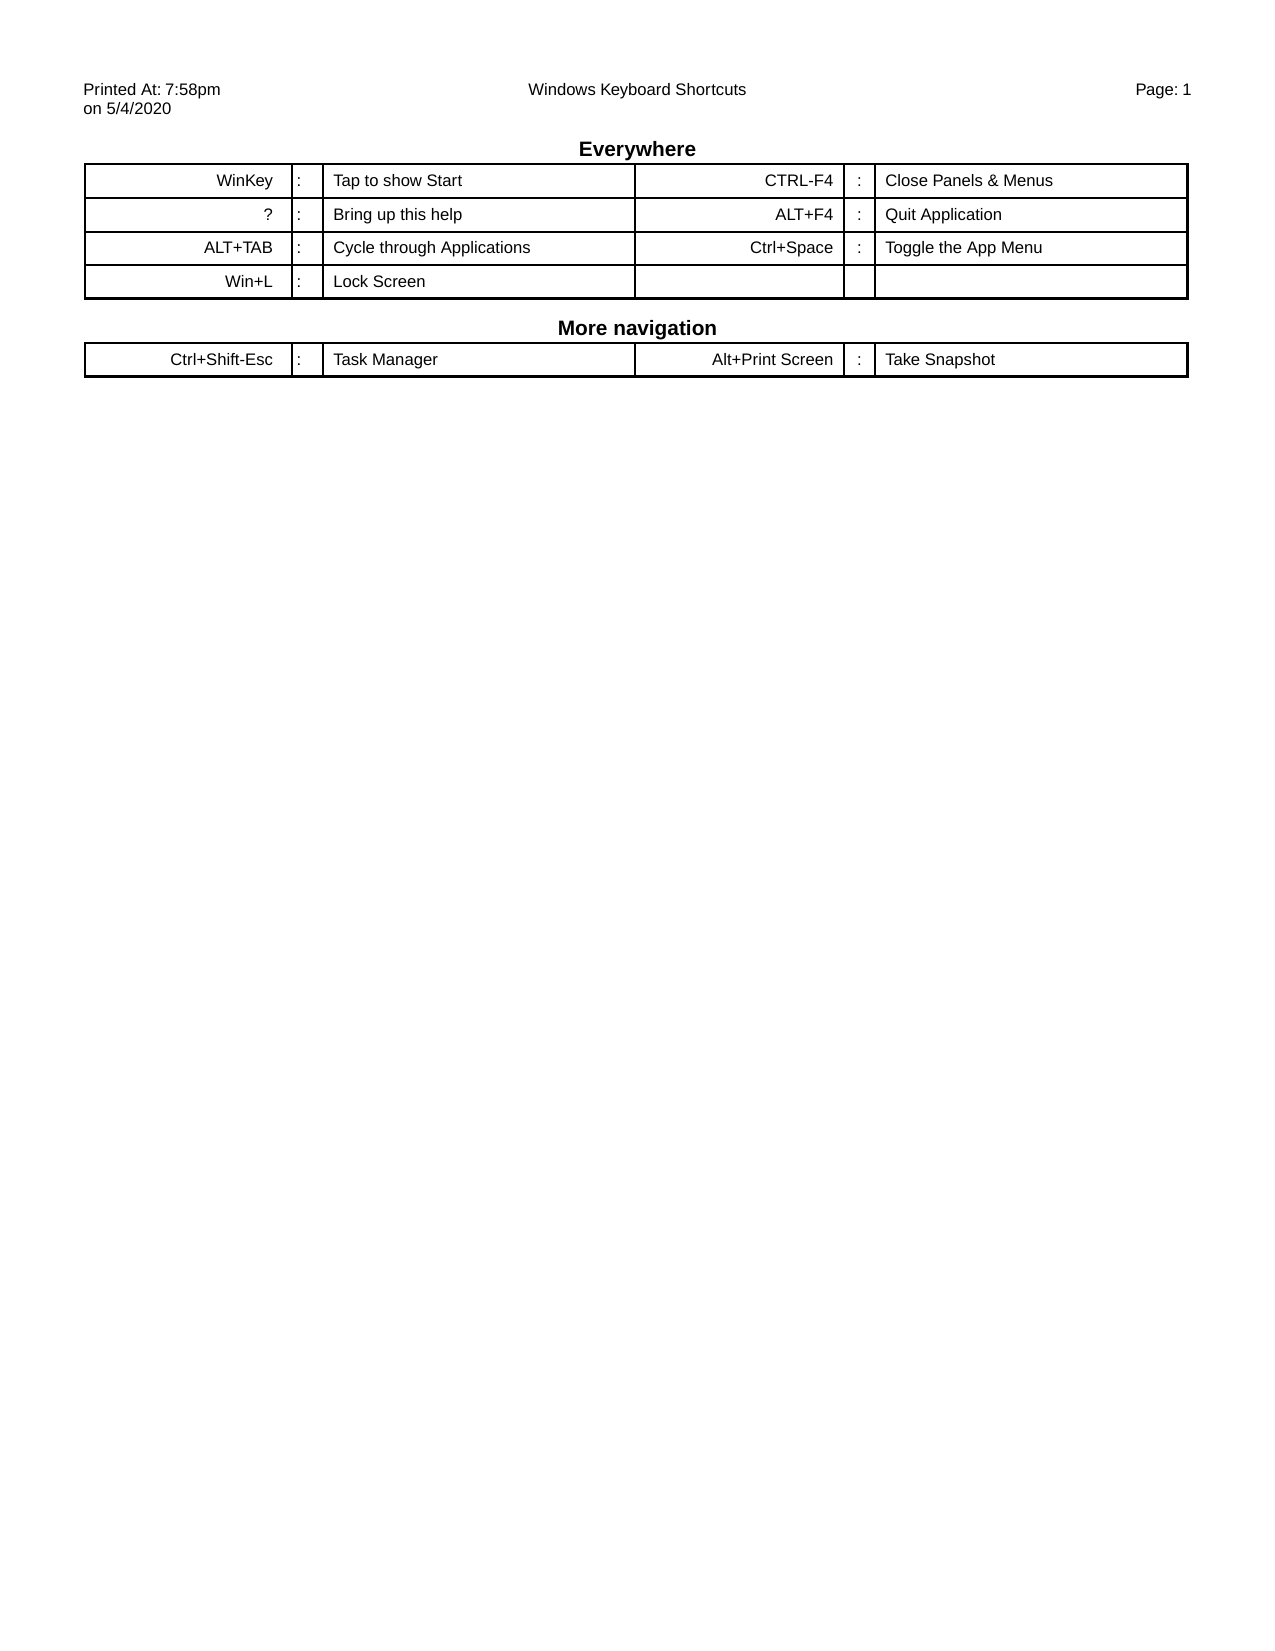 Printed At: 7:58pm Windows Keyboard Shortcuts Page: 1
on 5/4/2020
Everywhere
WinKey : Tap to show Start CTRL-F4 : Close Panels & Menus
? : Bring up this help ALT+F4 : Quit Application
ALT+TAB : Cycle through Applications Ctrl+Space : Toggle the App Menu
Win+L : Lock Screen
More navigation
Ctrl+Shift-Esc : Task Manager Alt+Print Screen : Take Snapshot